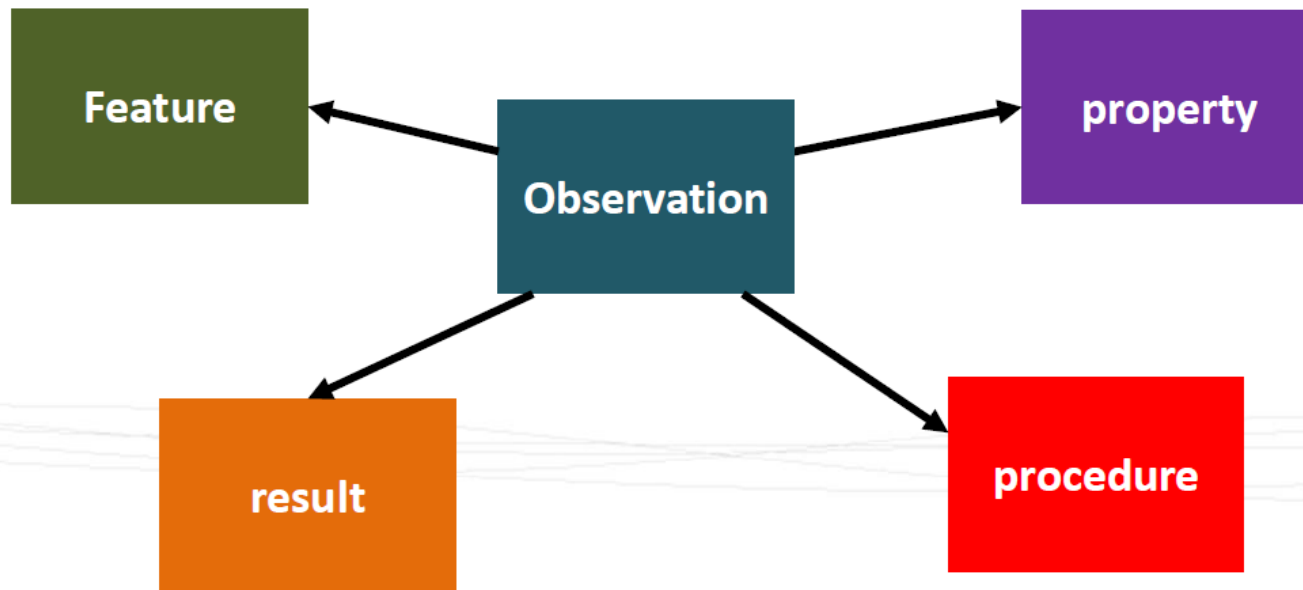 Feature
property
Observation
result
procedure